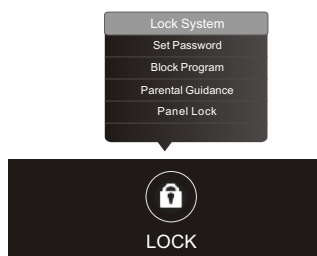 Lock System
Set Password
Block Program
Parental Guidance
Panel Lock
LOCK